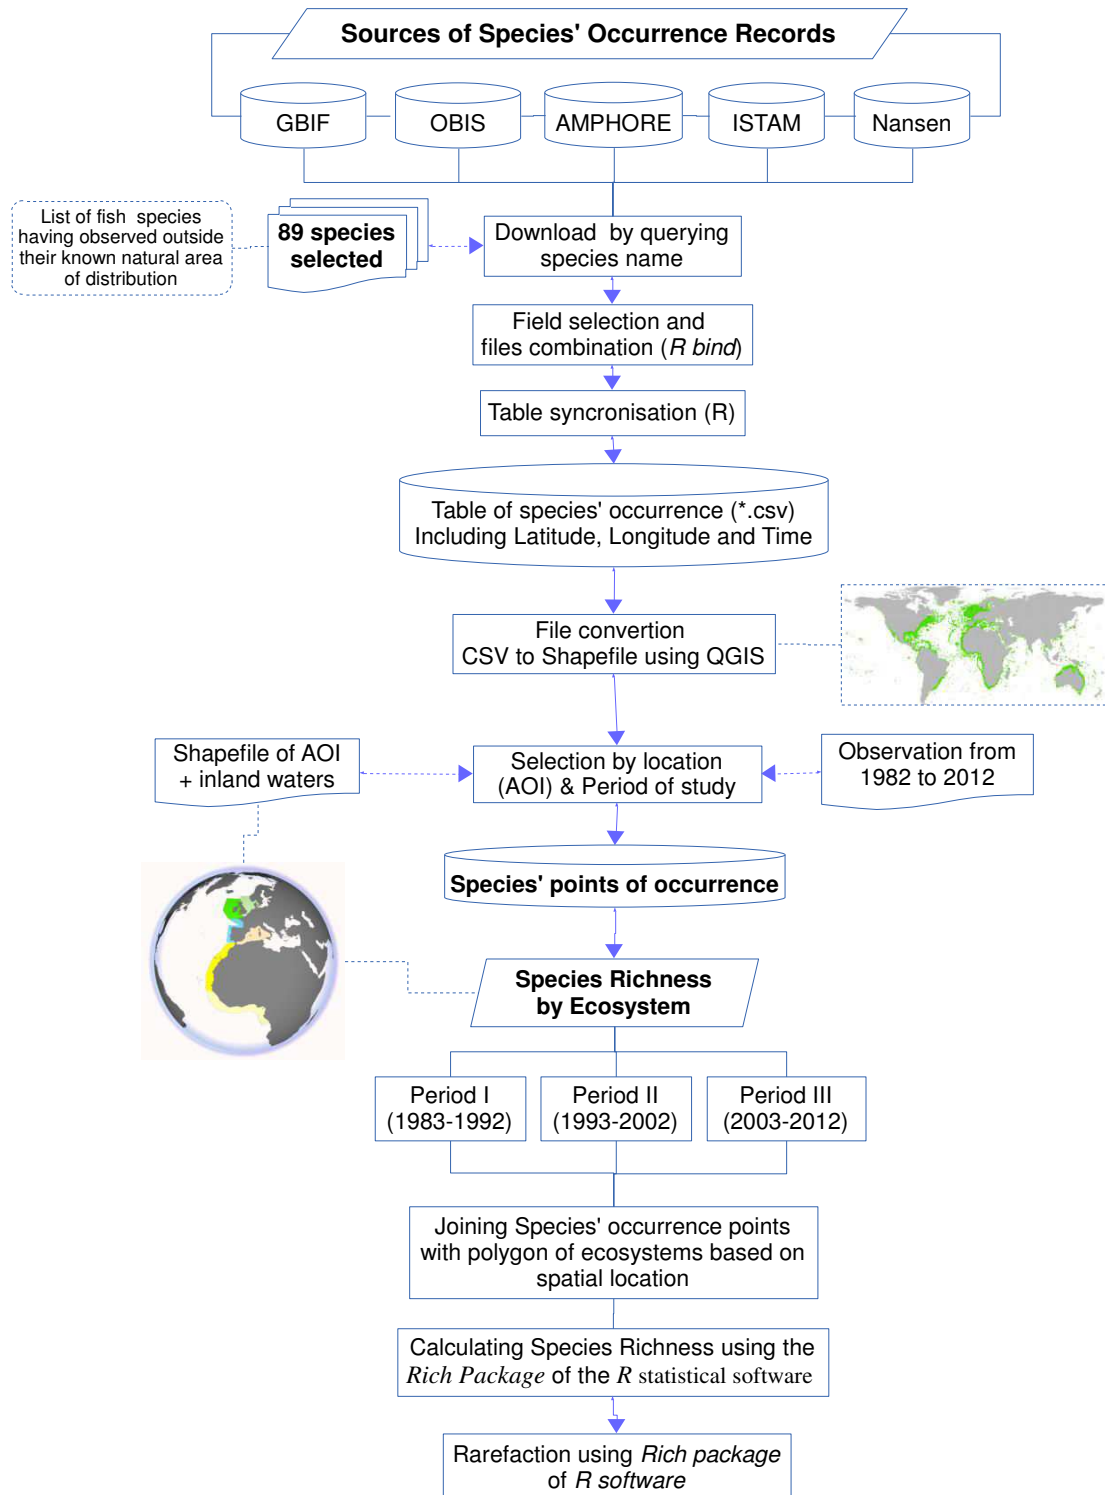 Sources of Species' Occurrence Records
GBIF
OBIS
AMPHORE
ISTAM
Nansen
List of fish species
having observed outside
their known natural area
of distribution
89 species
selected
Download by querying
species name
Field selection and
files combination (R bind)
Table syncronisation (R)
Table of species' occurrence (*.csv)
Including Latitude, Longitude and Time
File convertion
CSV to Shapefile using QGIS
Shapefile of AOI
+ inland waters
Selection by location
(AOI) & Period of study
Observation from
1982 to 2012
Species' points of occurrence
Species Richness
by Ecosystem
Period I
(1983-1992)
Period II
(1993-2002)
Period III
(2003-2012)
Joining Species' occurrence points
with polygon of ecosystems based on
spatial location
Calculating Species Richness using the
Rich Package of the R statistical software
Rarefaction using Rich package
of R software